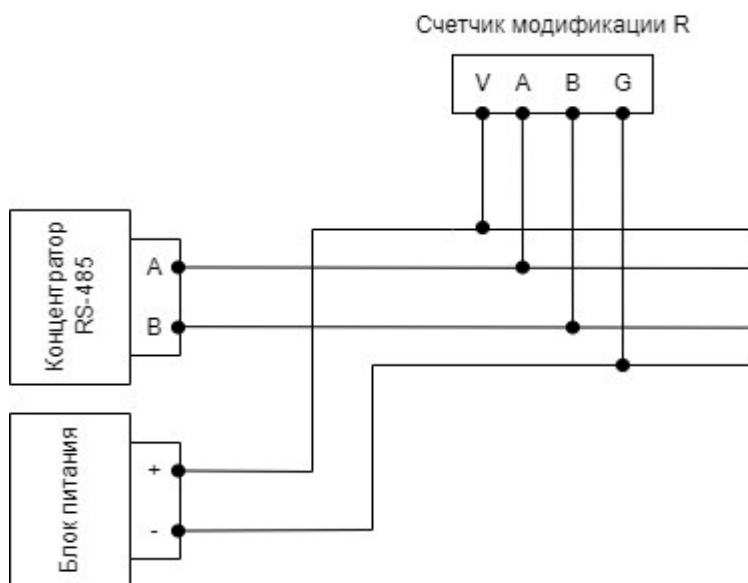 Счетчик модификации R
V A B G
Концентратор
RS-485
A
B
Блок питания
+
-